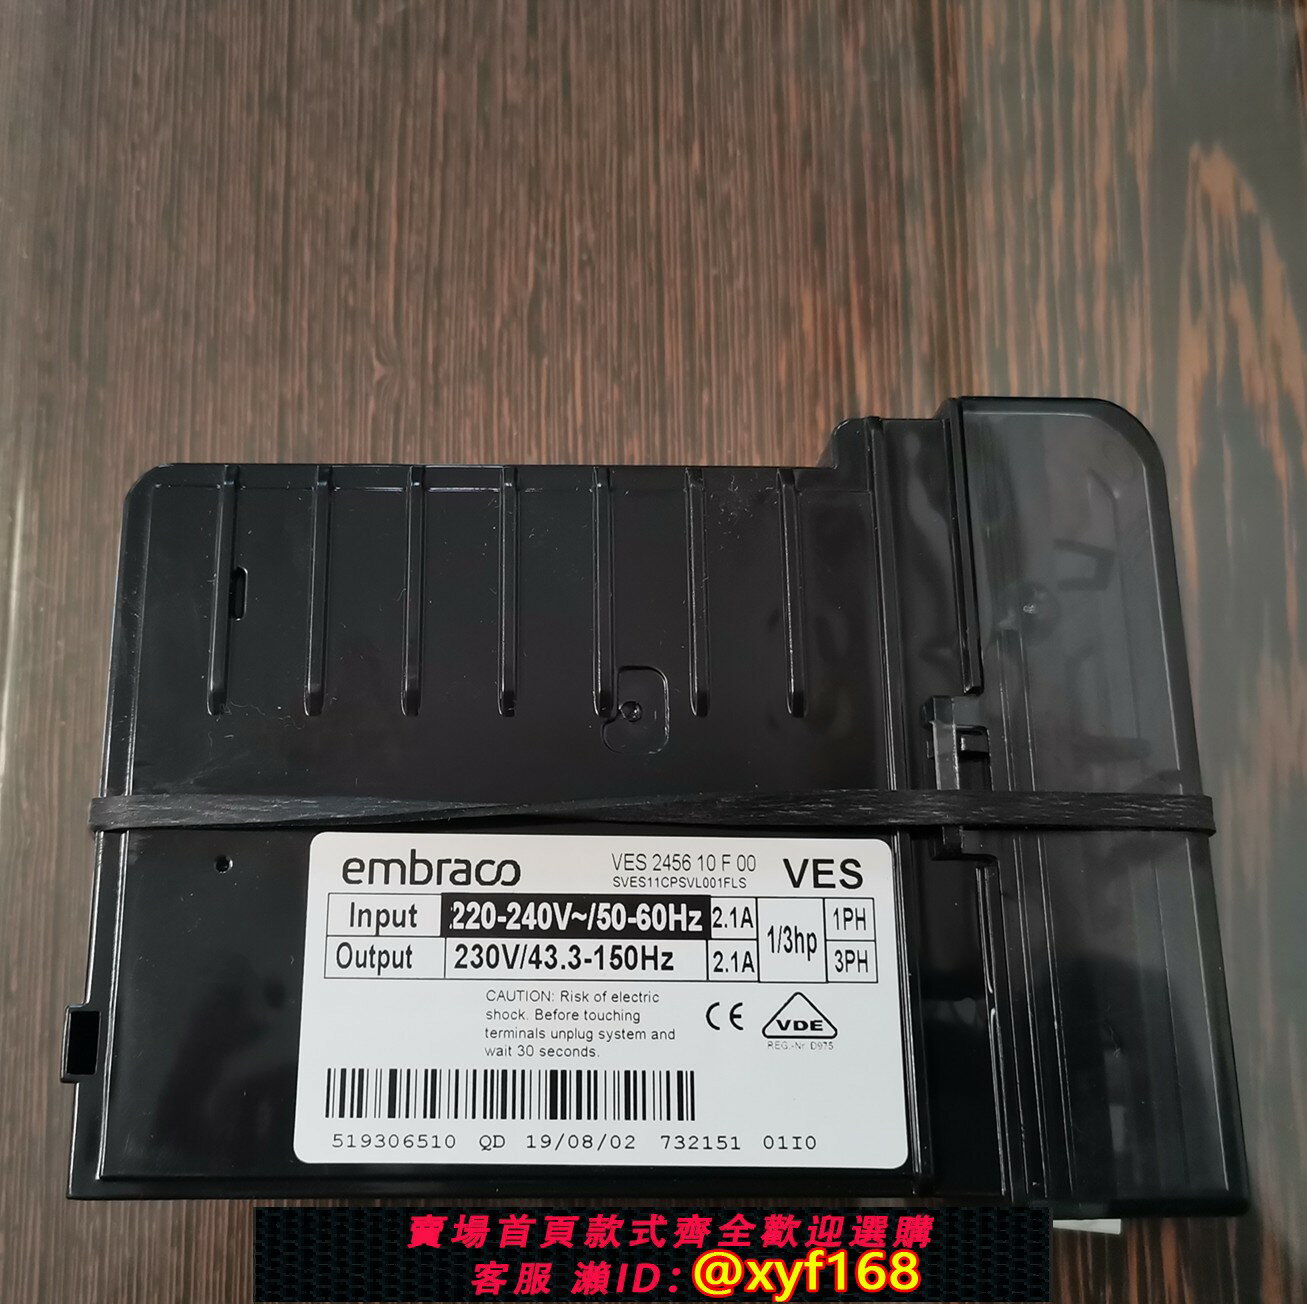 embraco VES 2456 10 F 00 VES
SVES11CPSVL001FLS
Input 220-240V~/50-60Hz 2.1A 1/3hp 1PH
Output 230V/43.3-150Hz 2.1A 3PH
CAUTION: Risk of electric
shock. Before touching
terminals unplug system and
wait 30 seconds.
CE
VDE
REG.-Nr. D975
519306510 QD 19/08/02 732151 01I0
賣場首頁款式齊全歡迎選購
客服 瀨ID：@xyf168